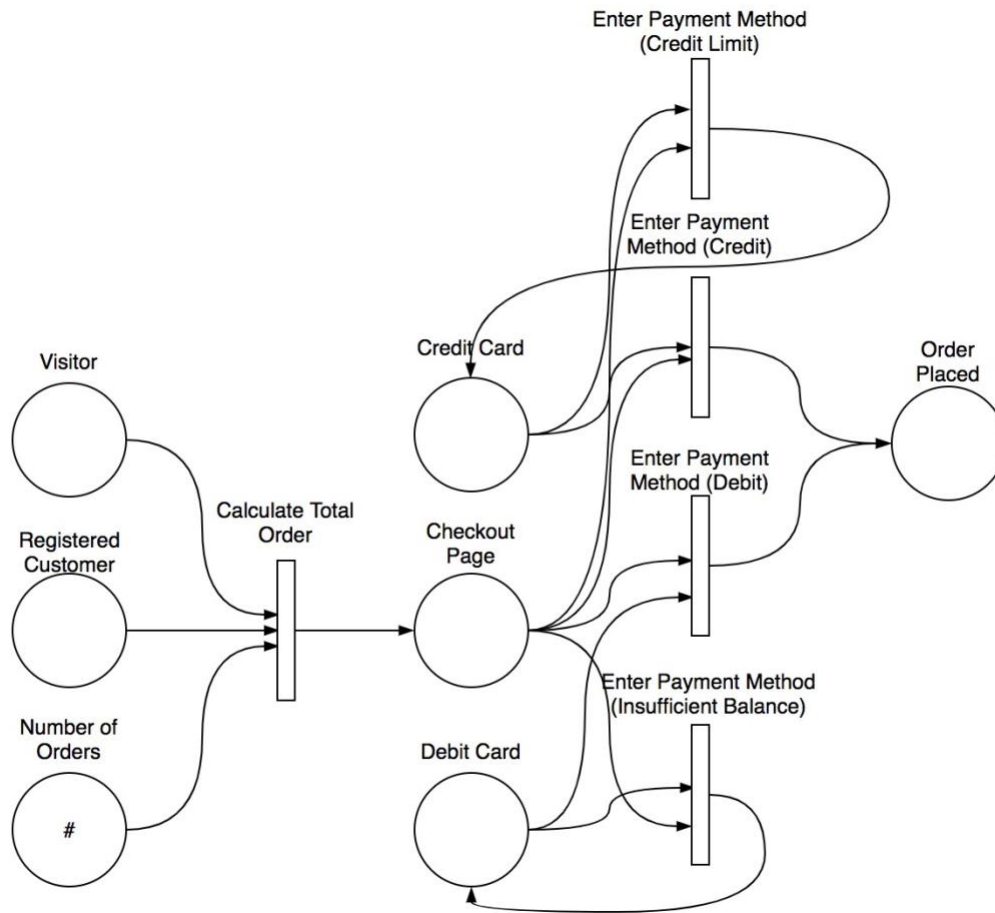 Enter Payment Method
(Credit Limit)
Enter Payment
Method (Credit)
Visitor
Credit Card
Order
Placed
Enter Payment
Method (Debit)
Calculate Total
Order
Registered
Customer
Checkout
Page
Enter Payment Method
(Insufficient Balance)
Number of
Orders
Debit Card
#